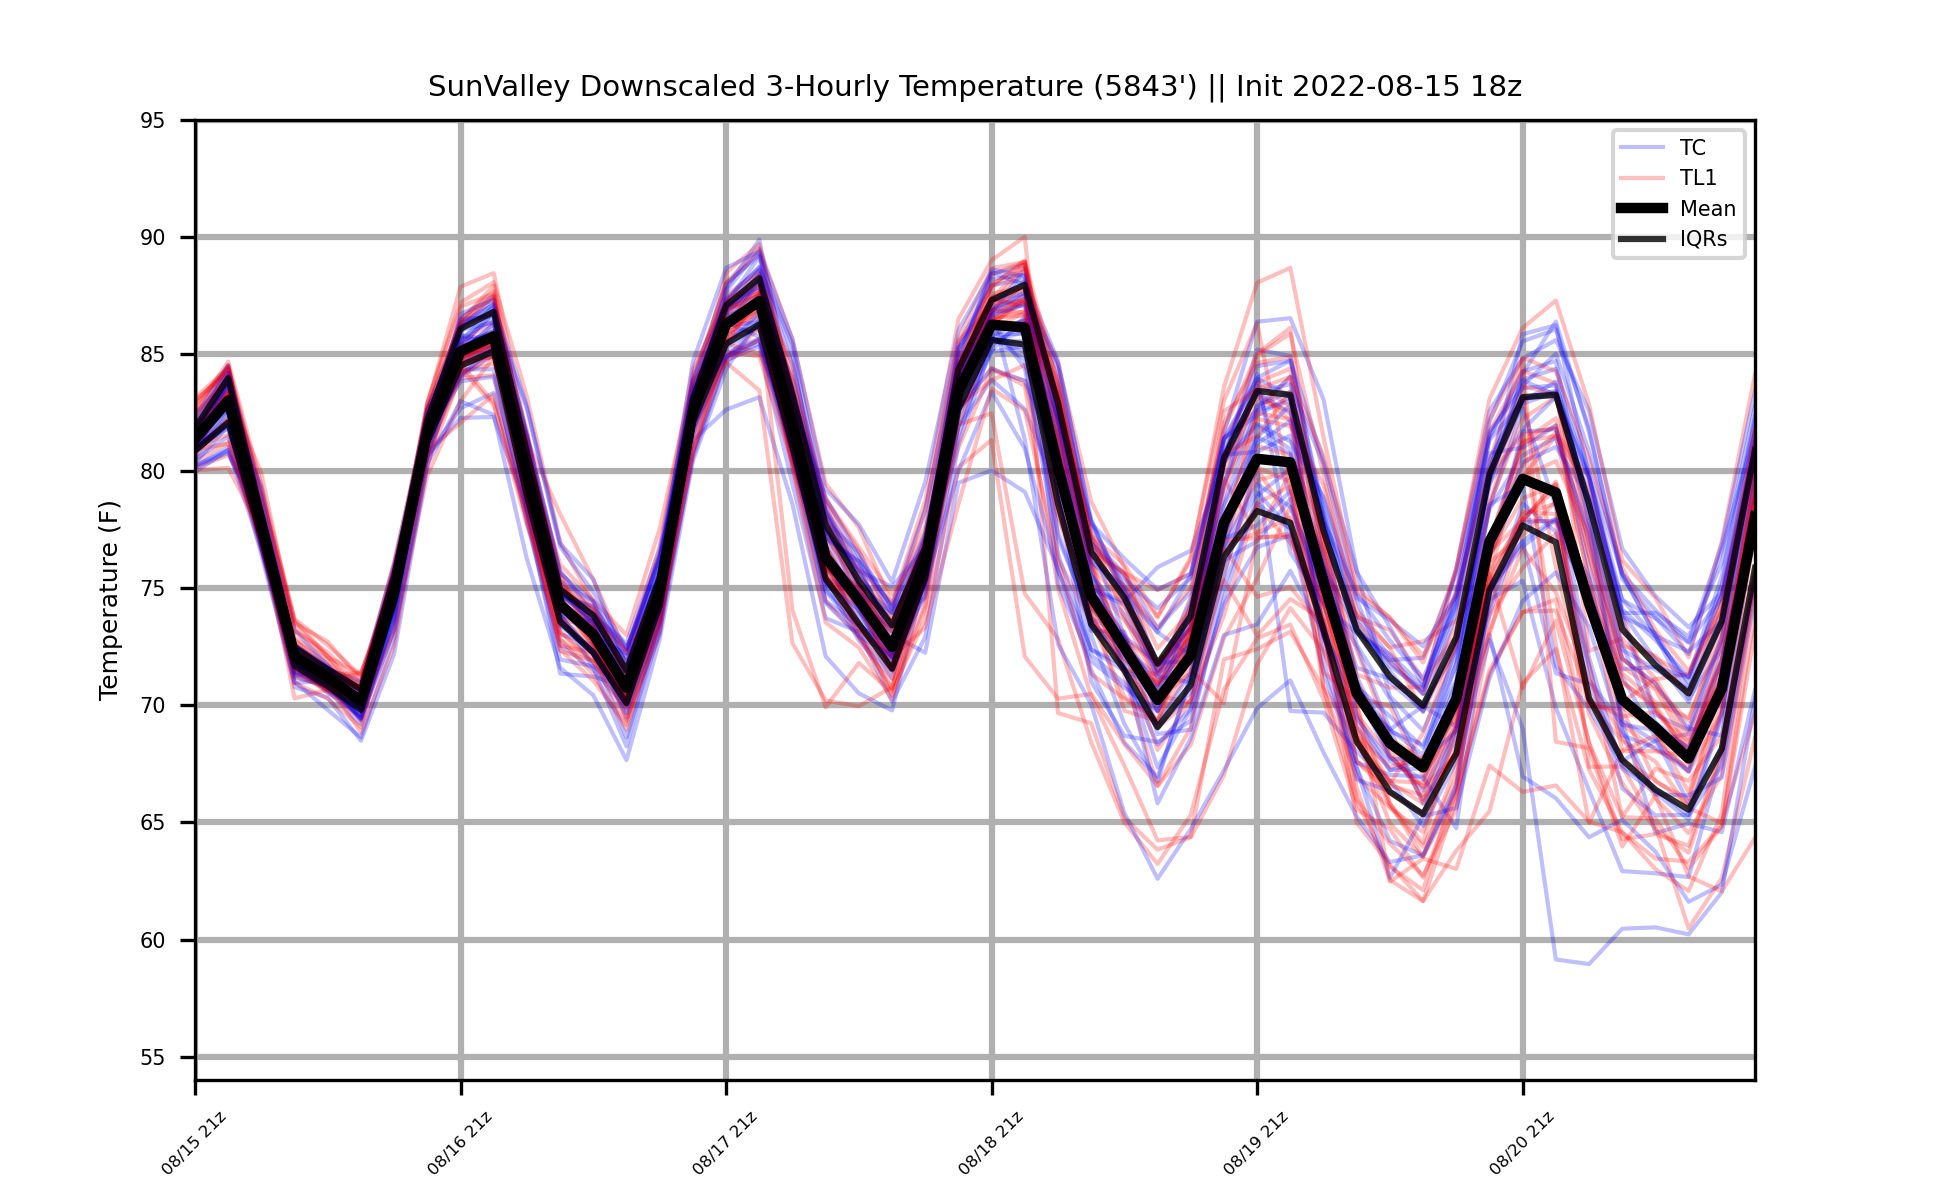 SunValley Downscaled 3-Hourly Temperature (5843') || Init 2022-08-15 18z
TC
TL1
Mean
IQRs
Temperature (F)
95
90
85
80
75
70
65
60
55
08/15 21z
08/16 21z
08/17 21z
08/18 21z
08/19 21z
08/20 21z